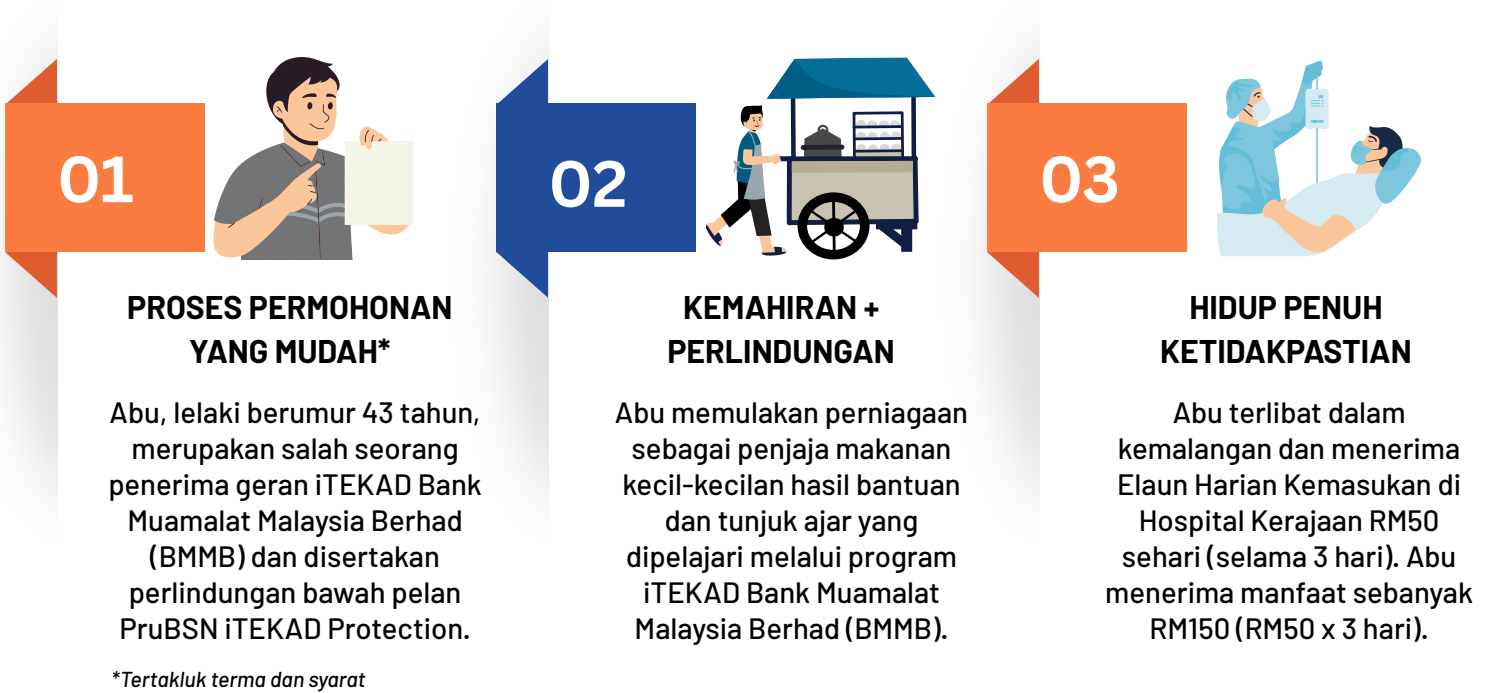 01
PROSES PERMOHONAN
YANG MUDAH*
Abu, lelaki berumur 43 tahun,
merupakan salah seorang
penerima geran iTEKAD Bank
Muamalat Malaysia Berhad
(BMMB) dan disertakan
perlindungan bawah pelan
PruBSN iTEKAD Protection.
*Tertakluk terma dan syarat
02
KEMAHIRAN +
PERLINDUNGAN
Abu memulakan perniagaan
sebagai penjaja makanan
kecil-kecilan hasil bantuan
dan tunjuk ajar yang
dipelajari melalui program
iTEKAD Bank Muamalat
Malaysia Berhad (BMMB).
03
HIDUP PENUH
KETIDAKPASTIAN
Abu terlibat dalam
kemalangan dan menerima
Elaun Harian Kemasukan di
Hospital Kerajaan RM50
sehari (selama 3 hari). Abu
menerima manfaat sebanyak
RM150 (RM50 x 3 hari).